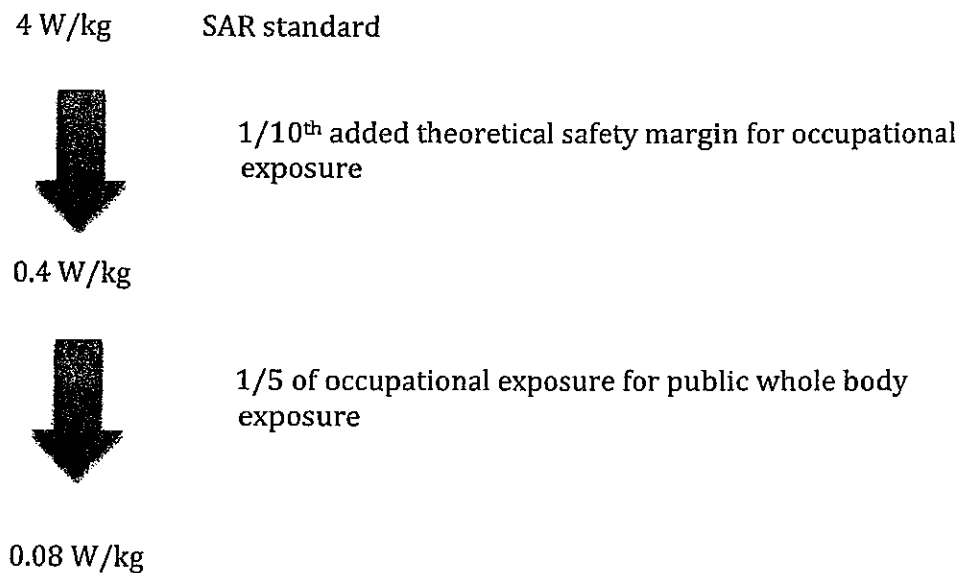 4 W/kg SAR standard
1/10th added theoretical safety margin for occupational
exposure
0.4 W/kg
1/5 of occupational exposure for public whole body
exposure
0.08 W/kg